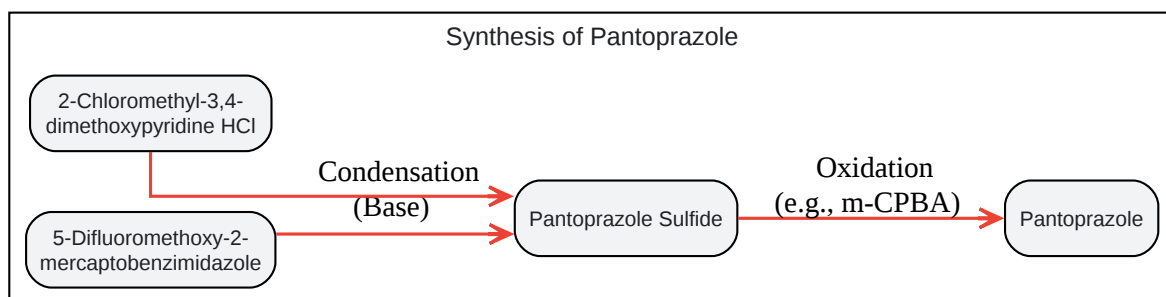 Synthesis of Pantoprazole
2-Chloromethyl-3,4-
dimethoxypyridine HCl
Condensation
(Base)
5-Difluoromethoxy-2-
mercaptobenzimidazole
Pantoprazole Sulfide
Oxidation
(e.g., m-CPBA)
Pantoprazole